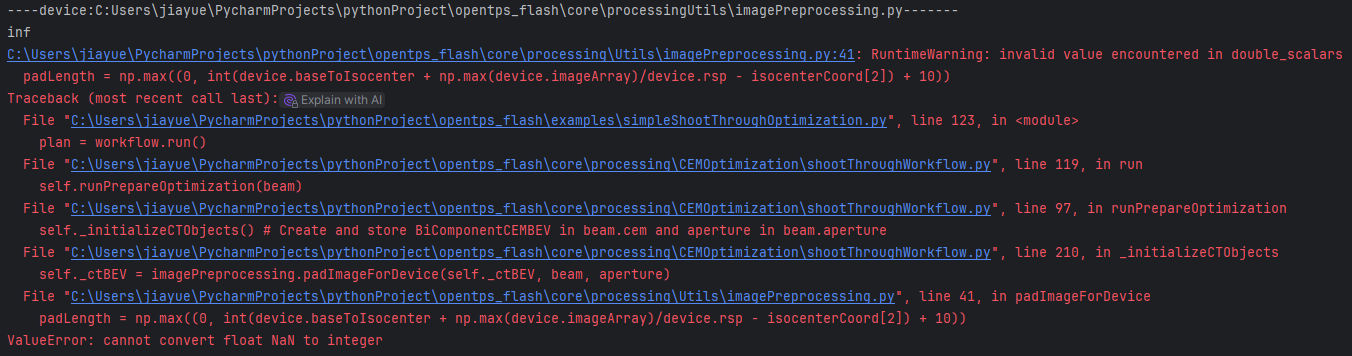 ----device:C:Users\jiayue\PycharmProjects\pythonProject\opentps_flash\core\processingUtils\imagePreprocessing.py-------
inf
C:\Users\jiayue\PycharmProjects\pythonProject\opentps_flash\core\processing\Utils\imagePreprocessing.py:41: RuntimeWarning: invalid value encountered in double_scalars
  padLength = np.max((0, int(device.baseToIsocenter + np.max(device.imageArray)/device.rsp - isocenterCoord[2]) + 10))
Traceback (most recent call last): Explain with AI
  File "C:\Users\jiayue\PycharmProjects\pythonProject\opentps_flash\examples\simpleShootThroughOptimization.py", line 123, in <module>
    plan = workflow.run()
  File "C:\Users\jiayue\PycharmProjects\pythonProject\opentps_flash\core\processing\CEMOptimization\shootThroughWorkflow.py", line 119, in run
    self.runPrepareOptimization(beam)
  File "C:\Users\jiayue\PycharmProjects\pythonProject\opentps_flash\core\processing\CEMOptimization\shootThroughWorkflow.py", line 97, in runPrepareOptimization
    self._initializeCTObjects() # Create and store BiComponentCEMBEV in beam.cem and aperture in beam.aperture
  File "C:\Users\jiayue\PycharmProjects\pythonProject\opentps_flash\core\processing\CEMOptimization\shootThroughWorkflow.py", line 210, in _initializeCTObjects
    self._ctBEV = imagePreprocessing.padImageForDevice(self._ctBEV, beam, aperture)
  File "C:\Users\jiayue\PycharmProjects\pythonProject\opentps_flash\core\processing\Utils\imagePreprocessing.py", line 41, in padImageForDevice
    padLength = np.max((0, int(device.baseToIsocenter + np.max(device.imageArray)/device.rsp - isocenterCoord[2]) + 10))
ValueError: cannot convert float NaN to integer